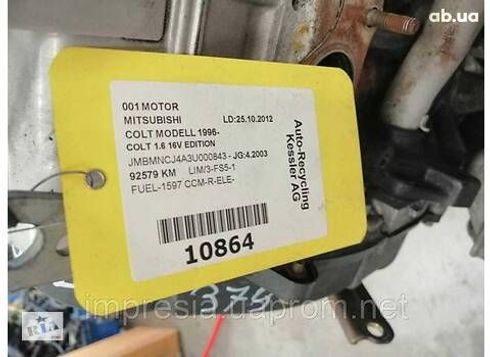 ab.ua
001 MOTOR
MITSUBISHI LD:25.10.2012
COLT MODELL 1996-
COLT 1.6 16V EDITION
JMBMNCJ4A3U000843 - JG:4.2003
92579 KM LIM/3-FS5-1
FUEL-1597 CCM-R-ELE-
10864
Auto-Recycling
Kessler AG
379
impresia.uaprom.net
RIA